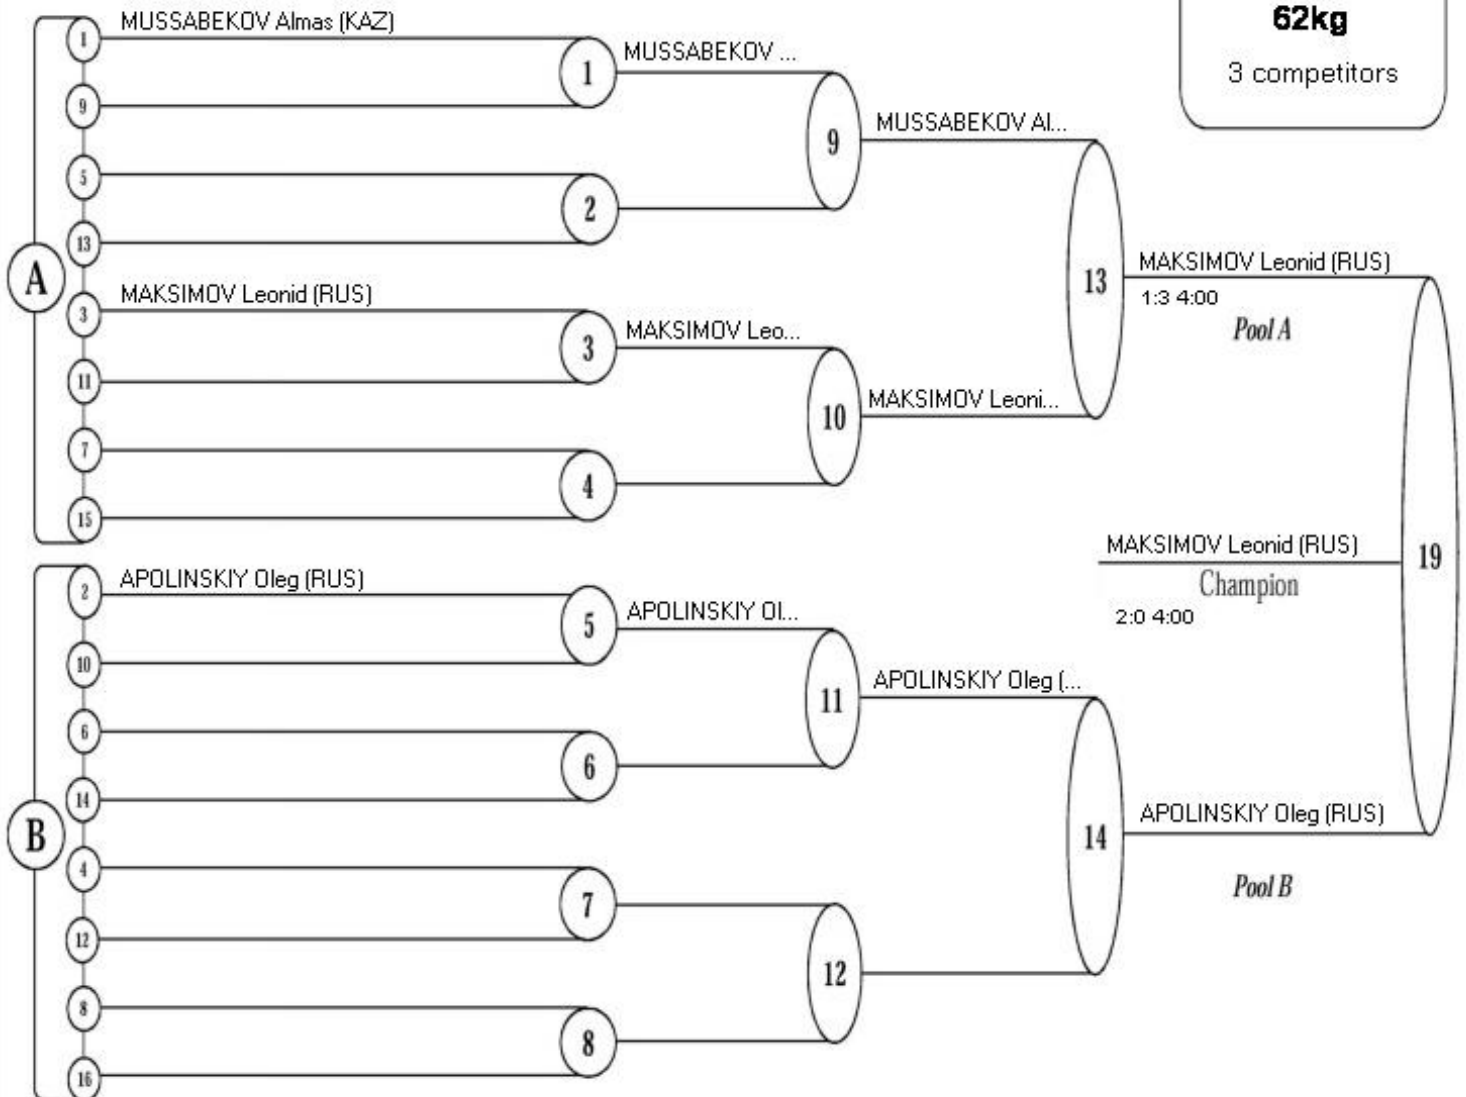 62kg
3 competitors
A
1
MUSSABEKOV Almas (KAZ)
9
5
13
3
MAKSIMOV Leonid (RUS)
11
7
15
1
MUSSABEKOV ...
2
3
MAKSIMOV Leo...
4
9
MUSSABEKOV Al...
10
MAKSIMOV Leoni...
13
MAKSIMOV Leonid (RUS)
1:3 4:00
Pool A
B
2
APOLINSKIY Oleg (RUS)
10
6
14
4
12
8
16
5
APOLINSKIY Ol...
6
7
8
11
APOLINSKIY Oleg (...
12
14
APOLINSKIY Oleg (RUS)
Pool B
MAKSIMOV Leonid (RUS)
Champion
2:0 4:00
19